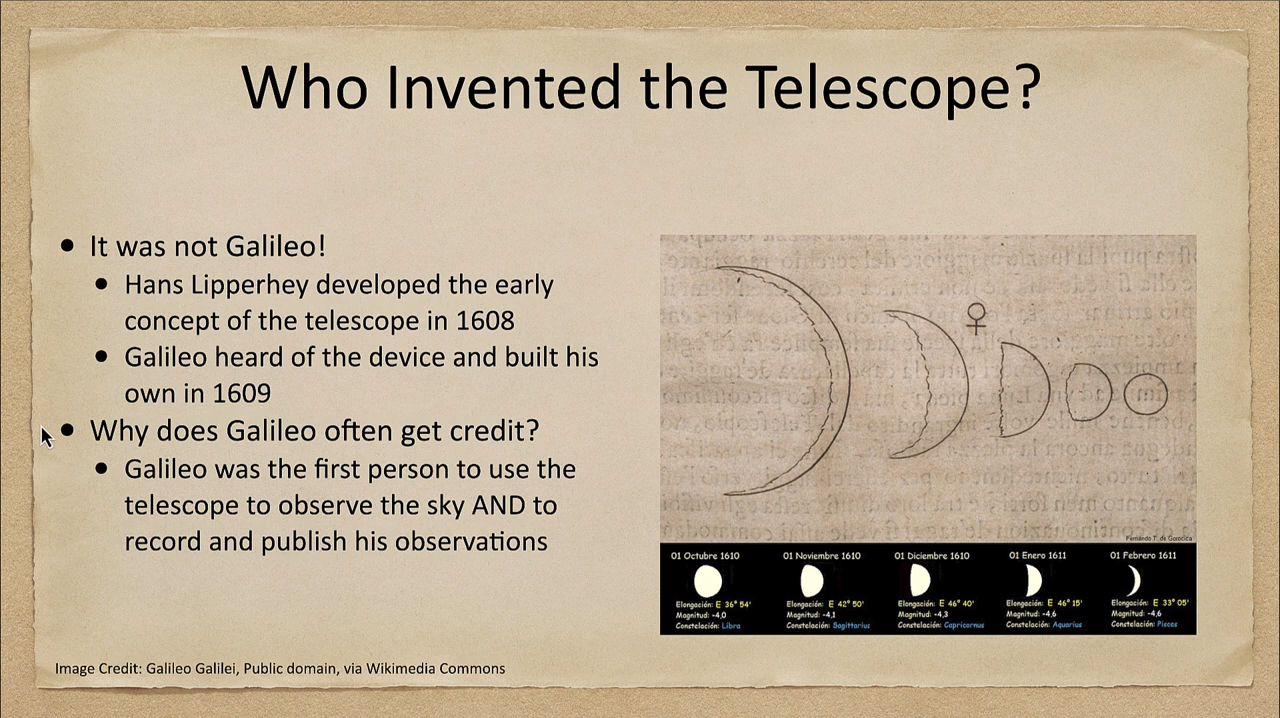 Who Invented the Telescope?
• It was not Galileo!
• Hans Lipperhey developed the early
concept of the telescope in 1608
• Galileo heard of the device and built his
own in 1609
• Why does Galileo often get credit?
• Galileo was the first person to use the
telescope to observe the sky AND to
record and publish his observations
♀
Fernando T. de Gorocica
01 Octubre 1610 01 Noviembre 1610 01 Diciembre 1610 01 Enero 1611 01 Febrero 1611
Elongación: E 36° 54' Elongación: E 42° 50' Elongación: E 46° 40' Elongación: E 46° 15' Elongación: E 33° 05'
Magnitud: -4,0 Magnitud: -4,1 Magnitud: -4,3 Magnitud: -4,6 Magnitud: -4,6
Constelación: Libra Constelación: Sagittarius Constelación: Capricornus Constelación: Aquarius Constelación: Pisces
Image Credit: Galileo Galilei, Public domain, via Wikimedia Commons